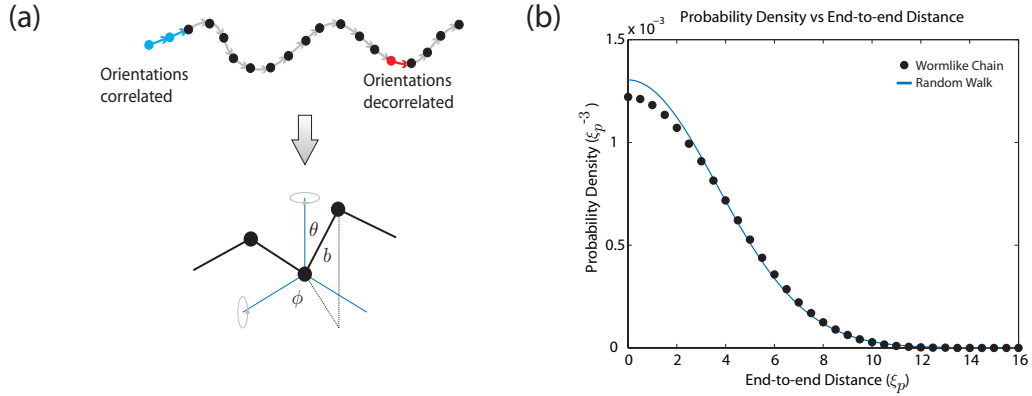 (a)
Orientations
correlated
Orientations
decorrelated
θ
b
ϕ
(b)
Probability Density vs End-to-end Distance
x 10⁻³
1.5
1
0.5
0
Probability Density (ξₚ⁻³)
Wormlike Chain
Random Walk
0 2 4 6 8 10 12 14 16
End-to-end Distance (ξₚ)